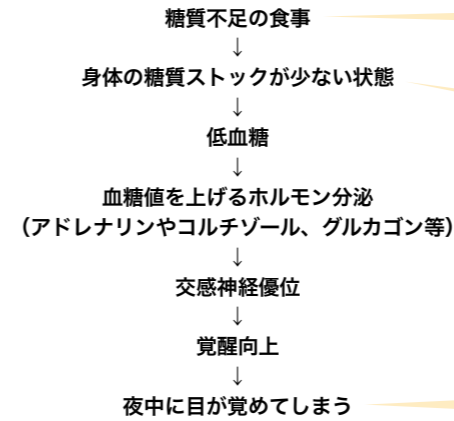 糖質不足の食事
↓
身体の糖質ストックが少ない状態
↓
低血糖
↓
血糖値を上げるホルモン分泌
（アドレナリンやコルチゾール、グルカゴン等）
↓
交感神経優位
↓
覚醒向上
↓
夜中に目が覚めてしまう